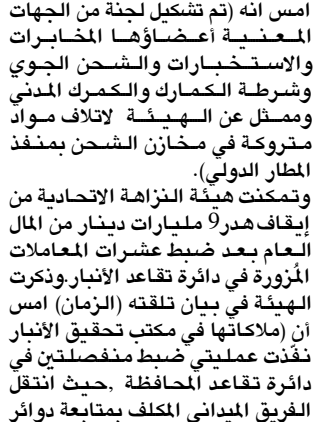 امس انه (تم تشكيل لجنة من الجهات
المعنية أعضاؤها المخابرات
والاستخبارات والشحن الجوي
وشرطة الكمارك والكمرك المدني
وممثل عن الهيئة لاتلاف مواد
متروكة في مخازن الشحن بمنفذ
المطار الدولي).
وتمكنت هيئة النزاهة الاتحادية من
إيقاف هدر9 مليارات دينار من المال
العام بعد ضبط عشرات المعاملات
المُزورة في دائرة تقاعد الأنبار.وذكرت
الهيئة في بيان تلقته (الزمان) امس
أن (ملاكاتها في مكتب تحقيق الأنبار
نفّذت عمليتي ضبط منفصلتين في
دائرة تقاعد المحافظة ,حيث انتقل
الفريق الميداني المكلف بمتابعة دوائر